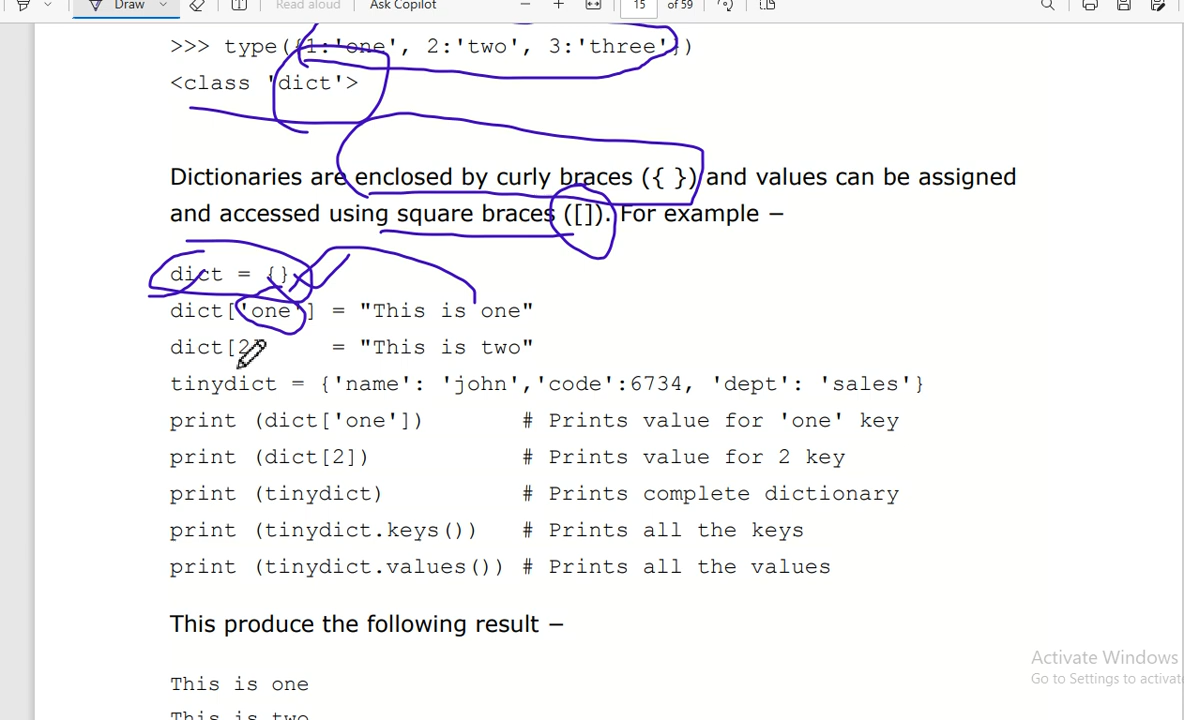 Draw
Read aloud
Ask Copilot
15 of 59
>>> type({1:'one', 2:'two', 3:'three'})
<class 'dict'>
Dictionaries are enclosed by curly braces ({ }) and values can be assigned
and accessed using square braces ([]). For example −
dict = {}
dict['one'] = "This is one"
dict[2] = "This is two"
tinydict = {'name': 'john','code':6734, 'dept': 'sales'}
print (dict['one']) # Prints value for 'one' key
print (dict[2]) # Prints value for 2 key
print (tinydict) # Prints complete dictionary
print (tinydict.keys()) # Prints all the keys
print (tinydict.values()) # Prints all the values
This produce the following result −
This is one
This is two
Activate Windows
Go to Settings to activat